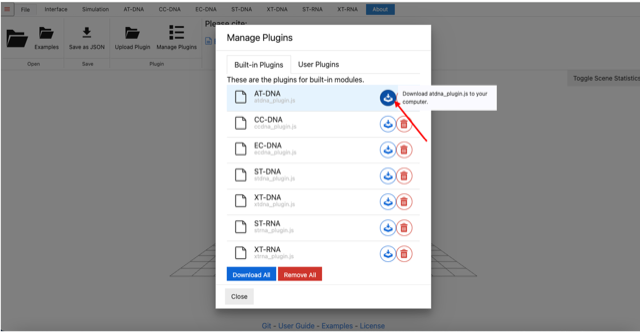 File Interface Simulation AT-DNA CC-DNA EC-DNA ST-DNA XT-DNA ST-RNA XT-RNA About
Please cite:
Examples Save as JSON Upload Plugin Manage Plugins
Open Save Plugin
Toggle Scene Statistics
Manage Plugins
Built-in Plugins User Plugins
These are the plugins for built-in modules.
AT-DNA
atdna_plugin.js
Download atdna_plugin.js to your
computer.
CC-DNA
ccdna_plugin.js
EC-DNA
ecdna_plugin.js
ST-DNA
stdna_plugin.js
XT-DNA
xtdna_plugin.js
ST-RNA
strna_plugin.js
XT-RNA
xtrna_plugin.js
Download All Remove All
Close
Git - User Guide - Examples - License